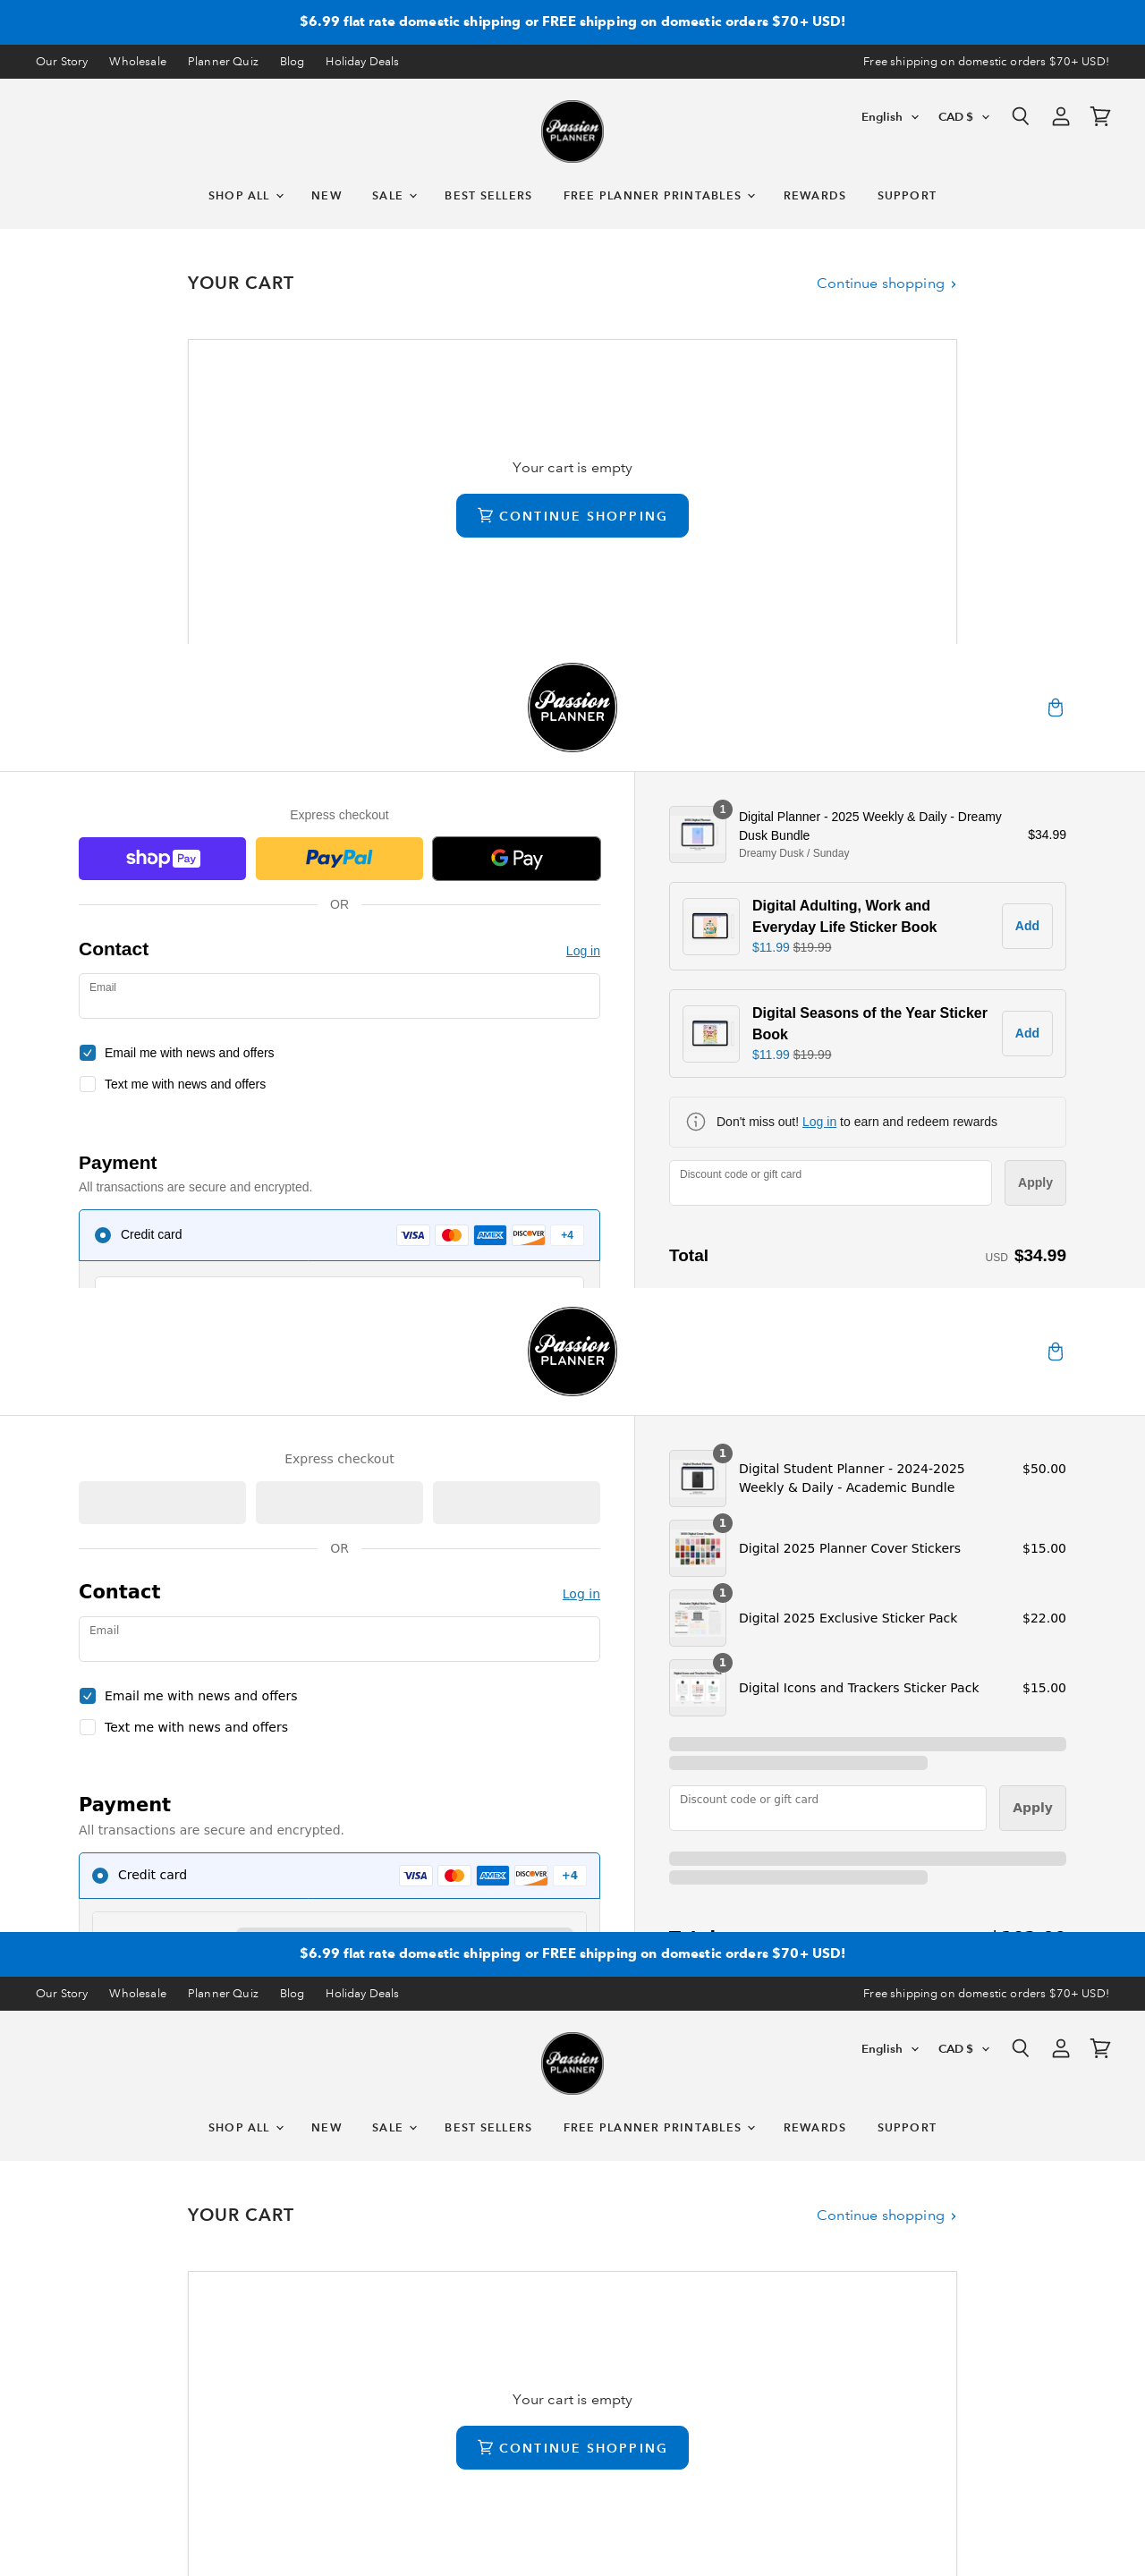 $6.99 flat rate domestic shipping or FREE shipping on domestic orders $70+ USD!
Our Story Wholesale Planner Quiz Blog Holiday Deals Free shipping on domestic orders $70+ USD!
Passion
PLANNER
English CAD $
SHOP ALL NEW SALE BEST SELLERS FREE PLANNER PRINTABLES REWARDS SUPPORT
YOUR CART Continue shopping ›
Your cart is empty
CONTINUE SHOPPING
Passion
PLANNER
Express checkout
shop Pay PayPal G Pay
OR
Contact Log in
Email
Email me with news and offers
Text me with news and offers
Payment
All transactions are secure and encrypted.
Credit card VISA AMEX DISCOVER +4
1
Digital Planner - 2025 Weekly & Daily - Dreamy
Dusk Bundle
$34.99
Dreamy Dusk / Sunday
Digital Adulting, Work and
Everyday Life Sticker Book
$11.99 $19.99
Add
Digital Seasons of the Year Sticker
Book
$11.99 $19.99
Add
Don't miss out! Log in to earn and redeem rewards
Discount code or gift card
Apply
Total USD $34.99
Passion
PLANNER
Express checkout
OR
Contact Log in
Email
Email me with news and offers
Text me with news and offers
Payment
All transactions are secure and encrypted.
Credit card VISA AMEX DISCOVER +4
1
Digital Student Planner - 2024-2025 $50.00
Weekly & Daily - Academic Bundle
1
Digital 2025 Planner Cover Stickers $15.00
1
Digital 2025 Exclusive Sticker Pack $22.00
1
Digital Icons and Trackers Sticker Pack $15.00
Discount code or gift card
Apply
$6.99 flat rate domestic shipping or FREE shipping on domestic orders $70+ USD!
Our Story Wholesale Planner Quiz Blog Holiday Deals Free shipping on domestic orders $70+ USD!
Passion
PLANNER
English CAD $
SHOP ALL NEW SALE BEST SELLERS FREE PLANNER PRINTABLES REWARDS SUPPORT
YOUR CART Continue shopping ›
Your cart is empty
CONTINUE SHOPPING